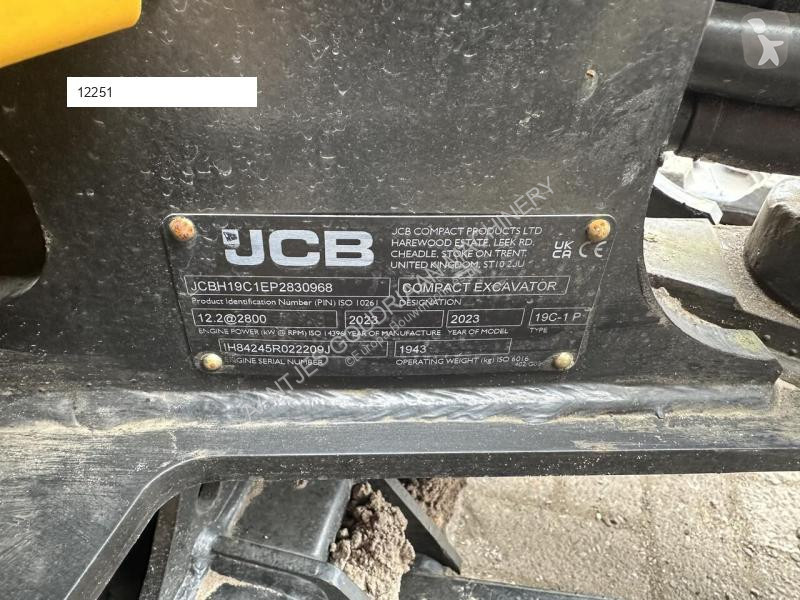 12251
JCB
JCB COMPACT PRODUCTS LTD
HAREWOOD ESTATE, LEEK RD.
CHEADLE, STOKE ON TRENT.
UNITED KINGDOM, ST10 2JU
UK
CA CE
JCBH19C1EP2830968
COMPACT EXCAVATOR
Product Identification Number (PIN) ISO 10261
DESIGNATION
12.2@2800
2023
2023
19C-1 P
ENGINE POWER (kW @ RPM) ISO 14396
YEAR OF MANUFACTURE
YEAR OF MODEL
TYPE
IH84245R022209J
1943
ENGINE SERIAL NUMBER
OPERATING WEIGHT (kg) ISO 6016